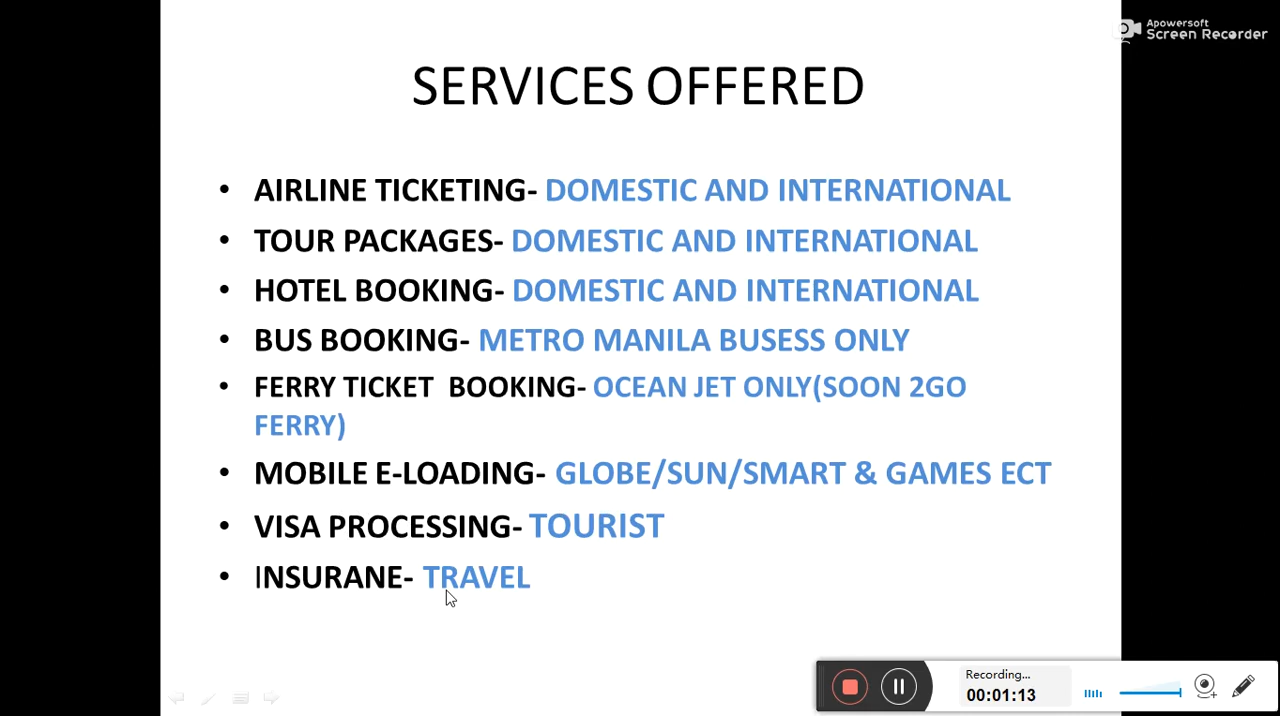 Apowersoft
Screen Recorder
SERVICES OFFERED
• AIRLINE TICKETING- DOMESTIC AND INTERNATIONAL
• TOUR PACKAGES- DOMESTIC AND INTERNATIONAL
• HOTEL BOOKING- DOMESTIC AND INTERNATIONAL
• BUS BOOKING- METRO MANILA BUSESS ONLY
• FERRY TICKET  BOOKING- OCEAN JET ONLY(SOON 2GO
FERRY)
• MOBILE E-LOADING- GLOBE/SUN/SMART & GAMES ECT
• VISA PROCESSING- TOURIST
• INSURANE- TRAVEL
Recording...
00:01:13